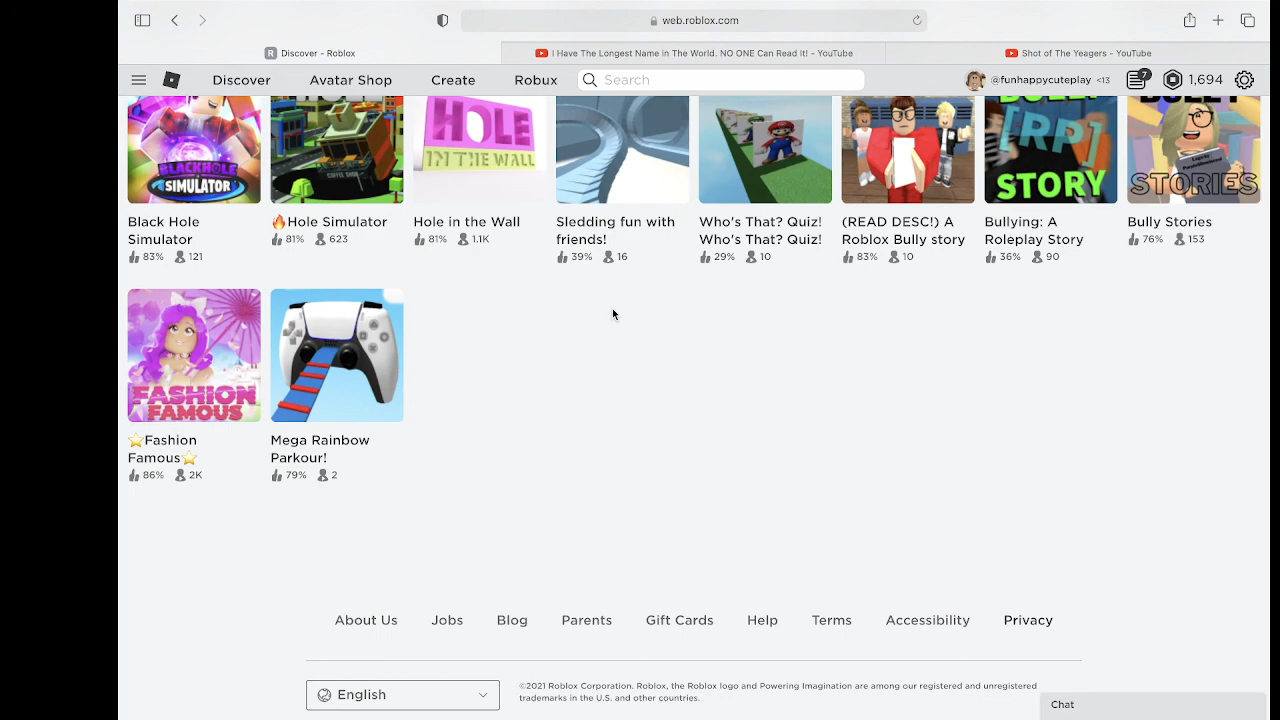 web.roblox.com
Discover - Roblox
I Have The Longest Name in The World. NO ONE Can Read It! - YouTube
Shot of The Yeagers - YouTube
Discover
Avatar Shop
Create
Robux
Search
@funhappycuteplay <13
7
1,694
BLACKHOLE
SIMULATOR
COFFEE SHOP
HOLE
IN THE WALL
[RP]
STORY
STORIES
Black Hole
Simulator
83% 121
🔥Hole Simulator
81% 623
Hole in the Wall
81% 1.1K
Sledding fun with
friends!
39% 16
Who's That? Quiz!
Who's That? Quiz!
29% 10
(READ DESC!) A
Roblox Bully story
83% 10
Bullying: A
Roleplay Story
36% 90
Bully Stories
76% 153
FASHION
FAMOUS
⭐Fashion
Famous⭐
86% 2K
Mega Rainbow
Parkour!
79% 2
About Us
Jobs
Blog
Parents
Gift Cards
Help
Terms
Accessibility
Privacy
English
©2021 Roblox Corporation. Roblox, the Roblox logo and Powering Imagination are among our registered and unregistered
trademarks in the U.S. and other countries.
Chat